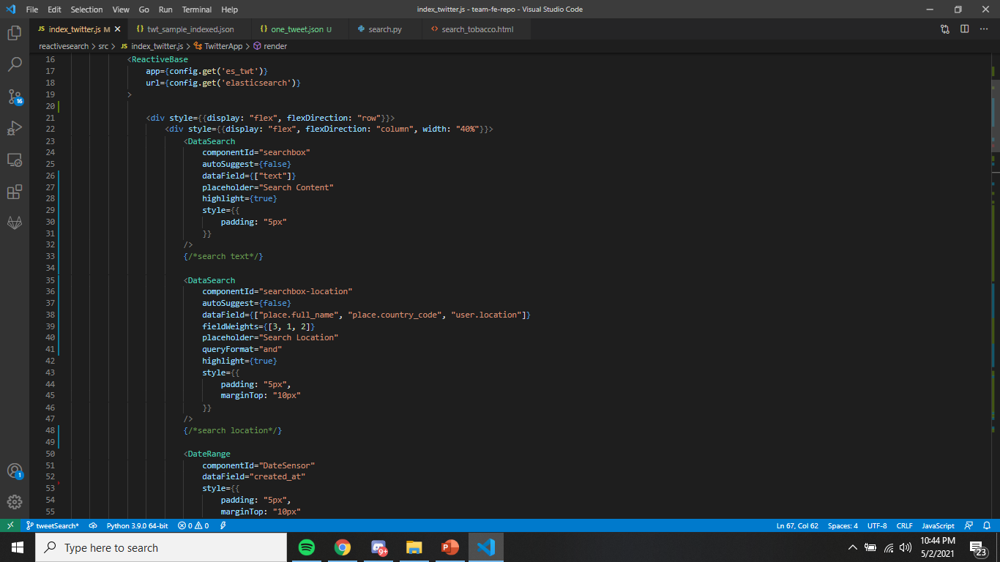 File Edit Selection View Go Run Terminal Help index_twitter.js - team-fe-repo - Visual Studio Code
JS index_twitter.js M {} twt_sample_indexed.json {} one_tweet.json U search.py <> search_tobacco.html
reactivesearch > src > JS index_twitter.js > TwitterApp > render
16 <ReactiveBase
17 app={config.get('es_twt')}
18 url={config.get('elasticsearch')}
19 >
20
21 <div style={{display: "flex", flexDirection: "row"}}>
22 <div style={{display: "flex", flexDirection: "column", width: "40%"}}>
23 <DataSearch
24 componentId="searchbox"
25 autoSuggest={false}
26 dataField={["text"]}
27 placeholder="Search Content"
28 highlight={true}
29 style={{
30 padding: "5px"
31 }}
32 />
33 {/*search text*/}
34
35 <DataSearch
36 componentId="searchbox-location"
37 autoSuggest={false}
38 dataField={["place.full_name", "place.country_code", "user.location"]}
39 fieldWeights={[3, 1, 2]}
40 placeholder="Search Location"
41 queryFormat="and"
42 highlight={true}
43 style={{
44 padding: "5px",
45 marginTop: "10px"
46 }}
47 />
48 {/*search location*/}
49
50 <DateRange
51 componentId="DateSensor"
52 dataField="created_at"
53 style={{
54 padding: "5px",
55 marginTop: "10px"
16
1
tweetSearch* Python 3.9.0 64-bit 0 0 Ln 67, Col 62 Spaces: 4 UTF-8 CRLF JavaScript
Type here to search 9+ P 10:44 PM
5/2/2021 23